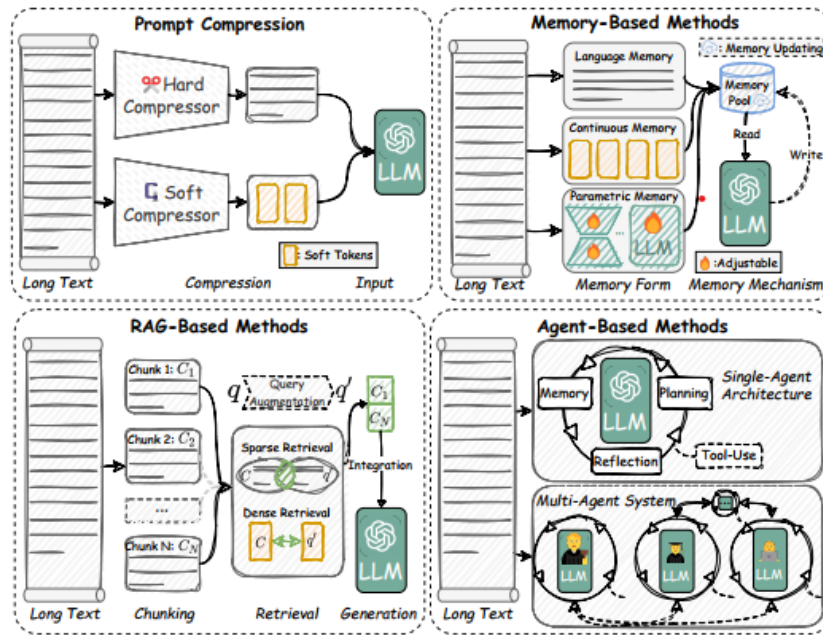 Prompt Compression
Hard
Compressor
Soft
Compressor
LLM
: Soft Tokens
Long Text
Compression
Input
Memory-Based Methods
: Memory Updating
Language Memory
Continuous Memory
Parametric Memory
...
LLM
Memory
Pool
Read
Write
LLM
: Adjustable
Long Text
Memory Form
Memory Mechanism
RAG-Based Methods
Chunk 1: C₁
Chunk 2: C₂
...
Chunk N: C_N
q
Query
Augmentation
q′
Sparse Retrieval
C
q′
Dense Retrieval
C
q′
C₁
C_N
Integration
LLM
Long Text
Chunking
Retrieval
Generation
Agent-Based Methods
Single-Agent
Architecture
Memory
LLM
Planning
Reflection
Tool-Use
Multi-Agent System
...
LLM
LLM
LLM
Long Text